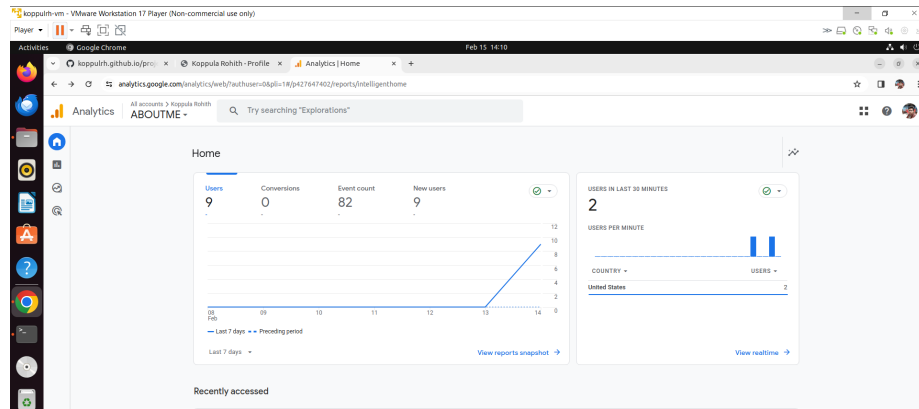 koppulrh-vm - VMware Workstation 17 Player (Non-commercial use only)
Player
Activities
Google Chrome
Feb 15 14:10
koppulrh.github.io/proj
Koppula Rohith - Profile
Analytics | Home
analytics.google.com/analytics/web/?authuser=0&pli=1#/p427647402/reports/intelligenthome
Analytics
All accounts > Koppula Rohith
ABOUTME
Try searching "Explorations"
Home
Users
Conversions
Event count
New users
9
0
82
9
-
-
-
-
12
10
8
6
4
2
0
08
Feb
09
10
11
12
13
14
Last 7 days
Preceding period
Last 7 days
View reports snapshot
USERS IN LAST 30 MINUTES
2
USERS PER MINUTE
COUNTRY
USERS
United States
2
View realtime
Recently accessed